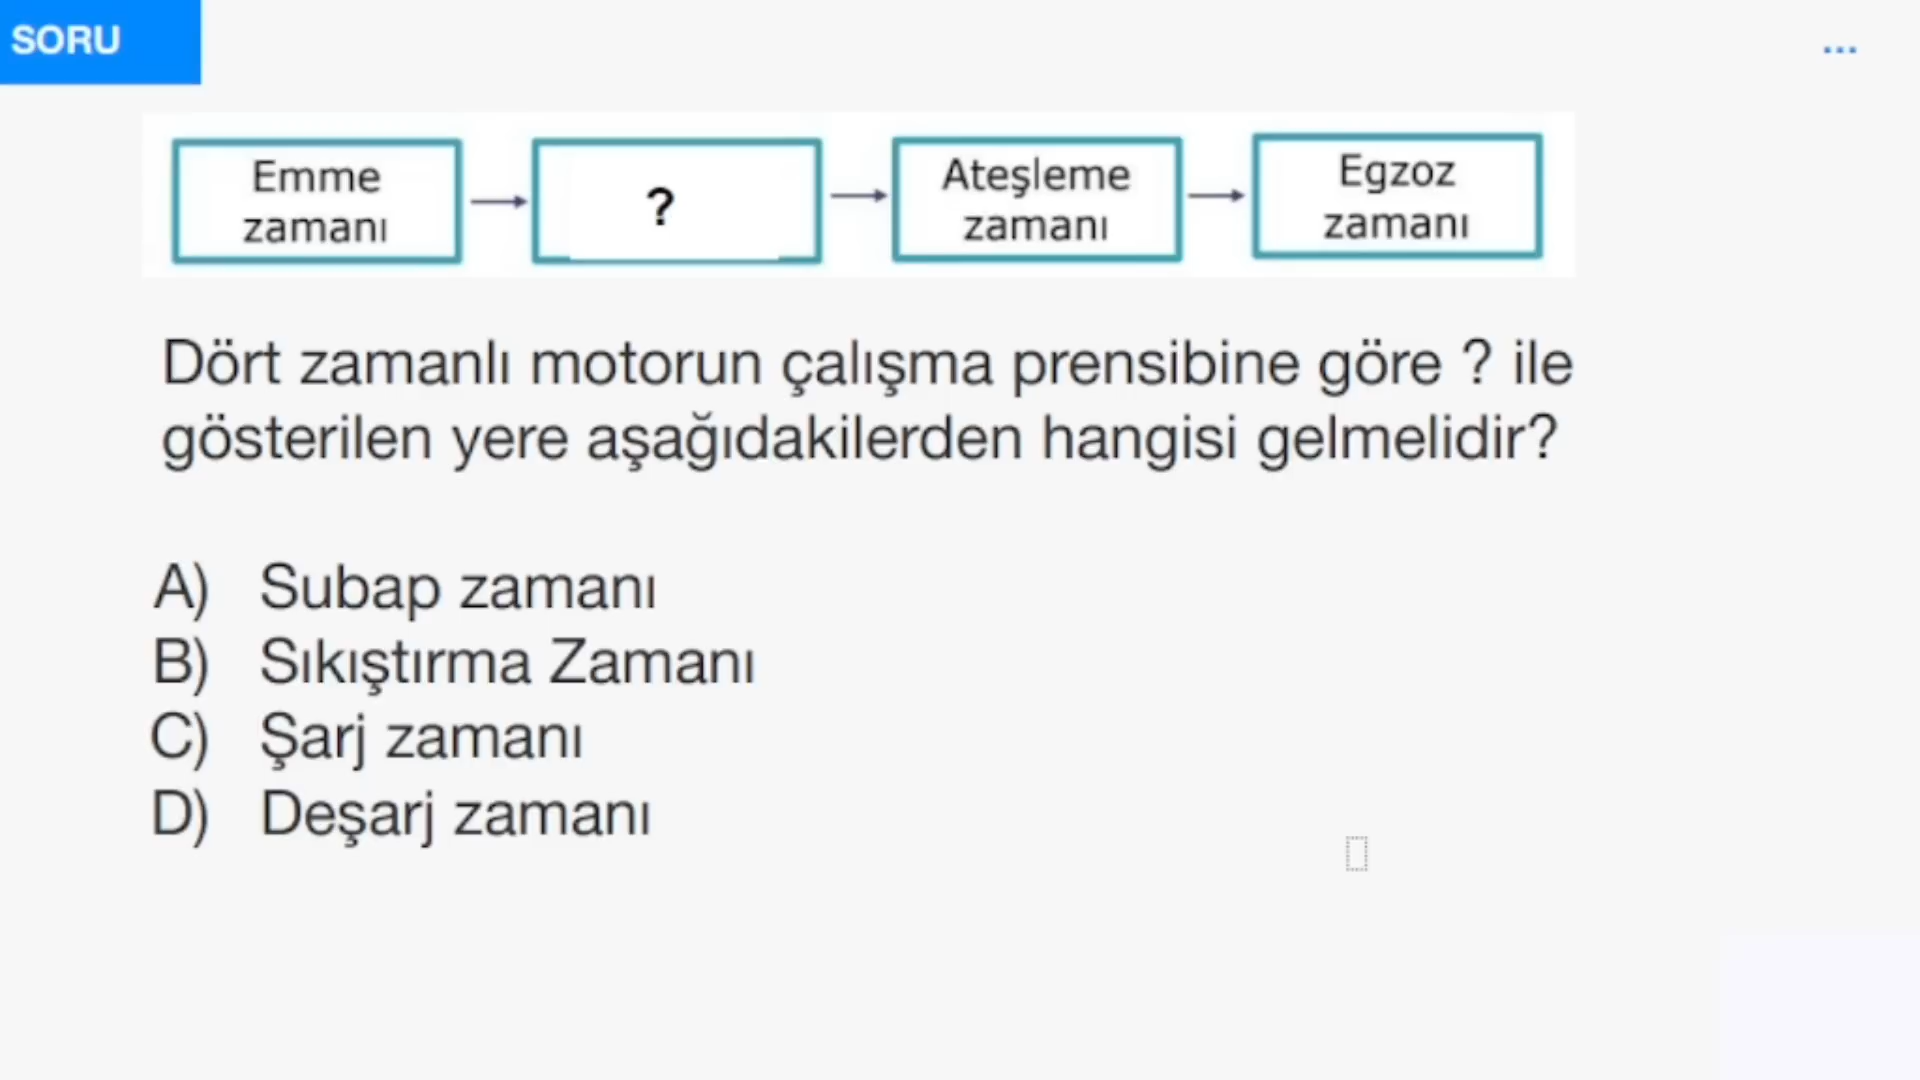 SORU
...
Emme
zamanı
?
Ateşleme
zamanı
Egzoz
zamanı
Dört zamanlı motorun çalışma prensibine göre ? ile
gösterilen yere aşağıdakilerden hangisi gelmelidir?
A) Subap zamanı
B) Sıkıştırma Zamanı
C) Şarj zamanı
D) Deşarj zamanı